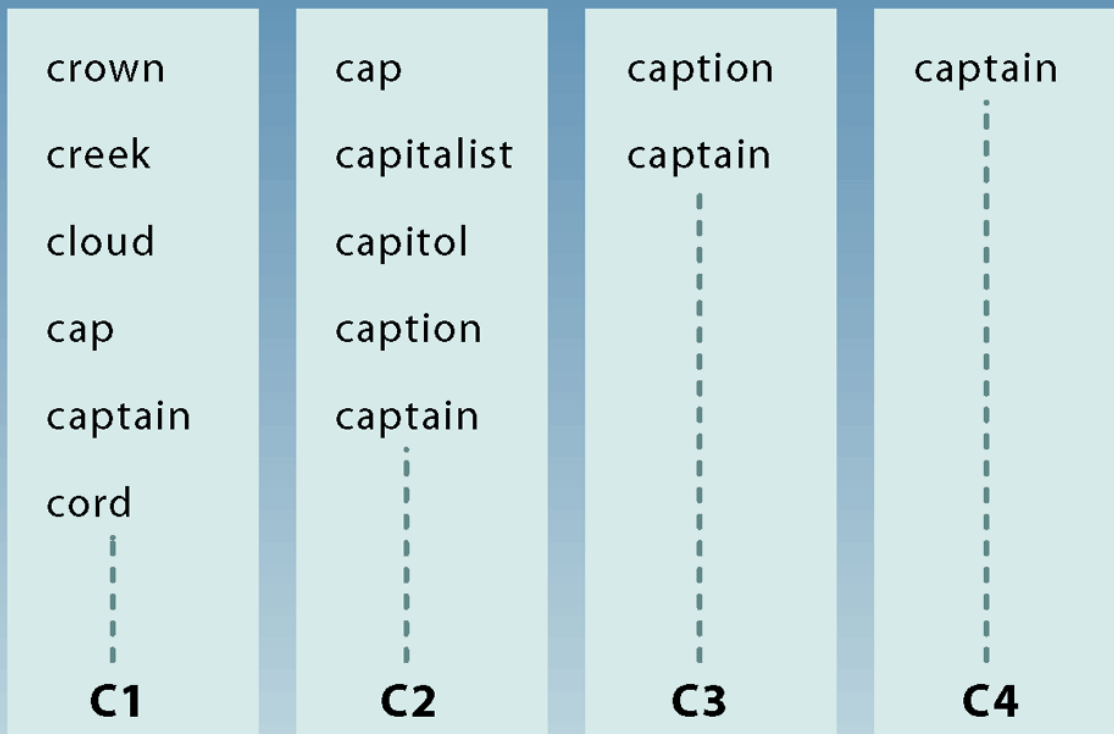 crown
creek
cloud
cap
captain
cord
C1
cap
capitalist
capitol
caption
captain
C2
caption
captain
C3
captain
C4